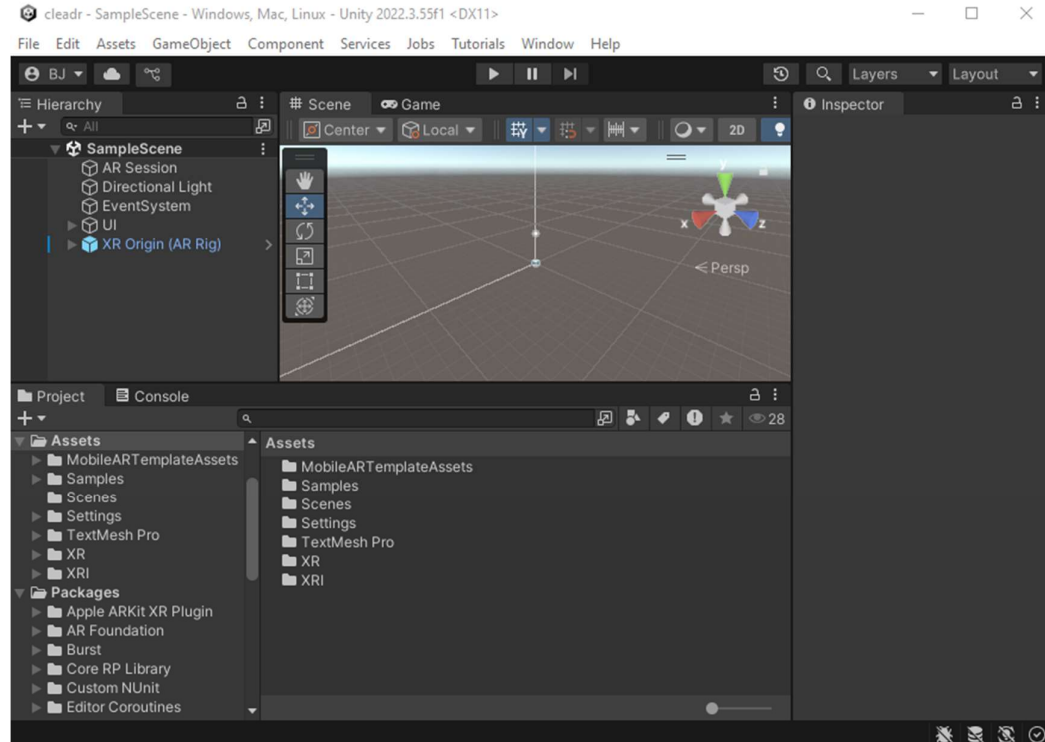 cleadr - SampleScene - Windows, Mac, Linux - Unity 2022.3.55f1 <DX11>
File Edit Assets GameObject Component Services Jobs Tutorials Window Help
BJ Layers Layout
Hierarchy
All
SampleScene
AR Session
Directional Light
EventSystem
UI
XR Origin (AR Rig)
Scene Game
Center Local 2D
y
x z
Persp
Inspector
Project Console
28
Assets
MobileARTemplateAssets
Samples
Scenes
Settings
TextMesh Pro
XR
XRI
Packages
Apple ARKit XR Plugin
AR Foundation
Burst
Core RP Library
Custom NUnit
Editor Coroutines
Assets
MobileARTemplateAssets
Samples
Scenes
Settings
TextMesh Pro
XR
XRI